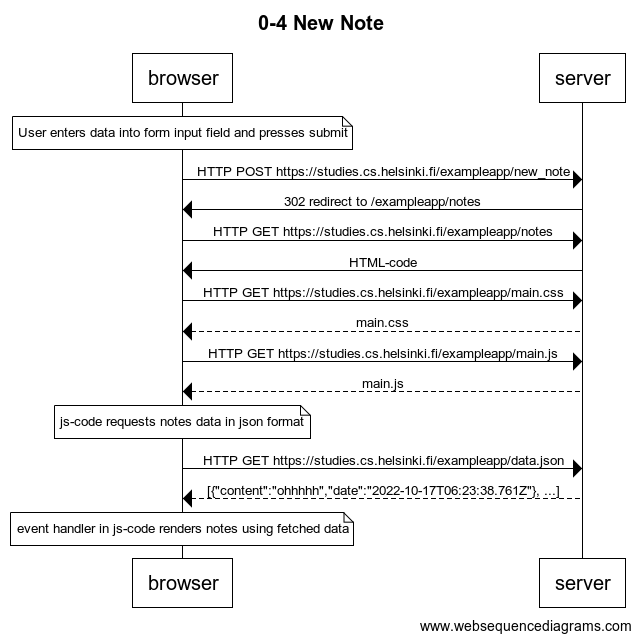 0-4 New Note
browser
server
User enters data into form input field and presses submit
HTTP POST https://studies.cs.helsinki.fi/exampleapp/new_note
302 redirect to /exampleapp/notes
HTTP GET https://studies.cs.helsinki.fi/exampleapp/notes
HTML-code
HTTP GET https://studies.cs.helsinki.fi/exampleapp/main.css
main.css
HTTP GET https://studies.cs.helsinki.fi/exampleapp/main.js
main.js
js-code requests notes data in json format
HTTP GET https://studies.cs.helsinki.fi/exampleapp/data.json
[{"content":"ohhhhh","date":"2022-10-17T06:23:38.761Z"}, ...]
event handler in js-code renders notes using fetched data
browser
server
www.websequencediagrams.com